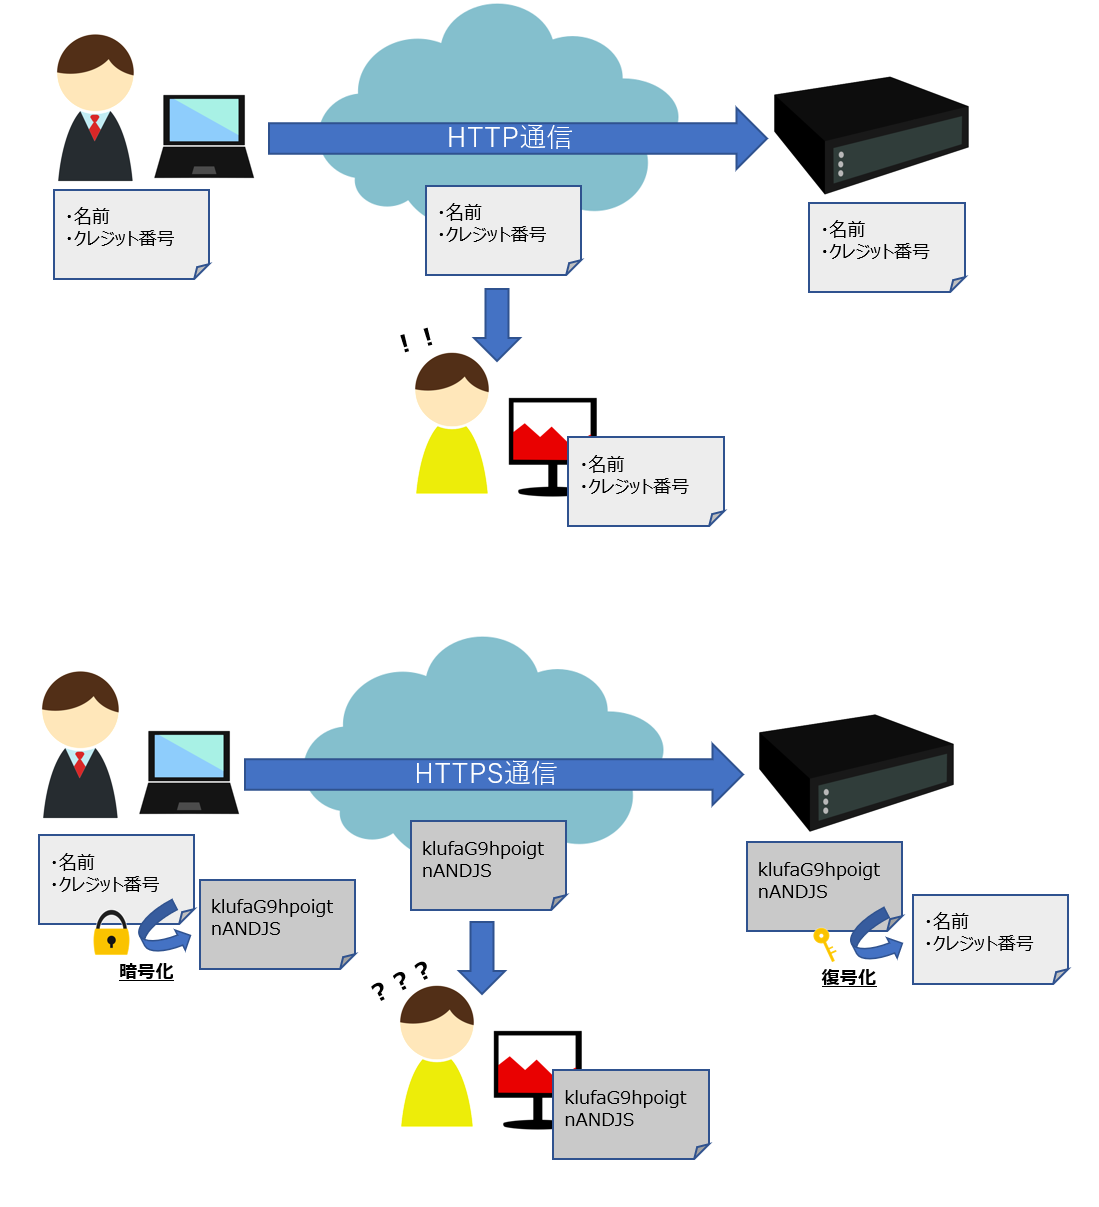 HTTP通信
・名前
・クレジット番号
・名前
・クレジット番号
・名前
・クレジット番号
！！
・名前
・クレジット番号
HTTPS通信
・名前
・クレジット番号
klufaG9hpoigt
nANDJS
暗号化
klufaG9hpoigt
nANDJS
klufaG9hpoigt
nANDJS
・名前
・クレジット番号
復号化
？？？
klufaG9hpoigt
nANDJS